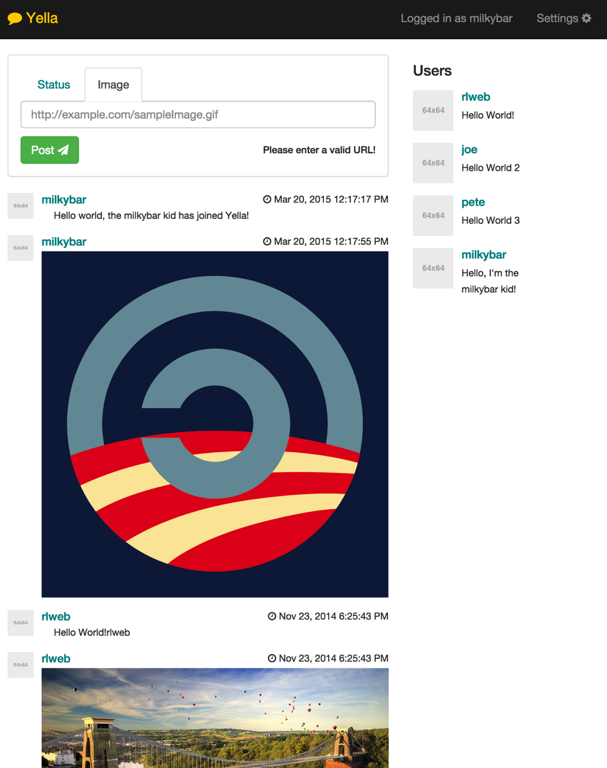 Yella
Logged in as milkybar
Settings
Status
Image
http://example.com/sampleImage.gif
Post
Please enter a valid URL!
64x64
milkybar
Mar 20, 2015 12:17:17 PM
Hello world, the milkybar kid has joined Yella!
64x64
milkybar
Mar 20, 2015 12:17:55 PM
64x64
rlweb
Nov 23, 2014 6:25:43 PM
Hello World!rlweb
64x64
rlweb
Nov 23, 2014 6:25:43 PM
Users
64x64
rlweb
Hello World!
64x64
joe
Hello World 2
64x64
pete
Hello World 3
64x64
milkybar
Hello, I'm the
milkybar kid!